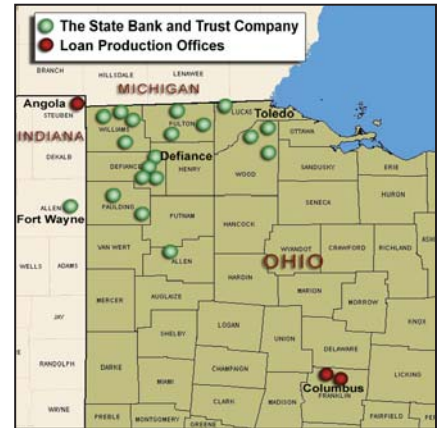 The State Bank and Trust Company
Loan Production Offices
BRANCH
HILLSDALE
LENAWEE
MICHIGAN
Angola
STEUBEN
INDIANA
WILLIAMS
FULTON
LUCAS
Toledo
OTTAWA
DEKALB
DEFIANCE
Defiance
HENRY
WOOD
SANDUSKY
ERIE
ALLEN
Fort Wayne
PAULDING
PUTNAM
SENECA
HURON
HANCOCK
VAN WERT
ALLEN
WYANDOT
CRAWFORD
RICHLAND
WELLS
ADAMS
OHIO
HARDIN
MARION
MERCER
AUGLAIZE
MORROW
KNOX
JAY
SHELBY
LOGAN
UNION
DELAWARE
RANDOLPH
DARKE
MIAMI
CHAMPAIGN
LICKING
Columbus
FRANKLIN
CLARK
MADISON
WAYNE
PREBLE
MONTGOMERY
GREENE
FAIRFIELD